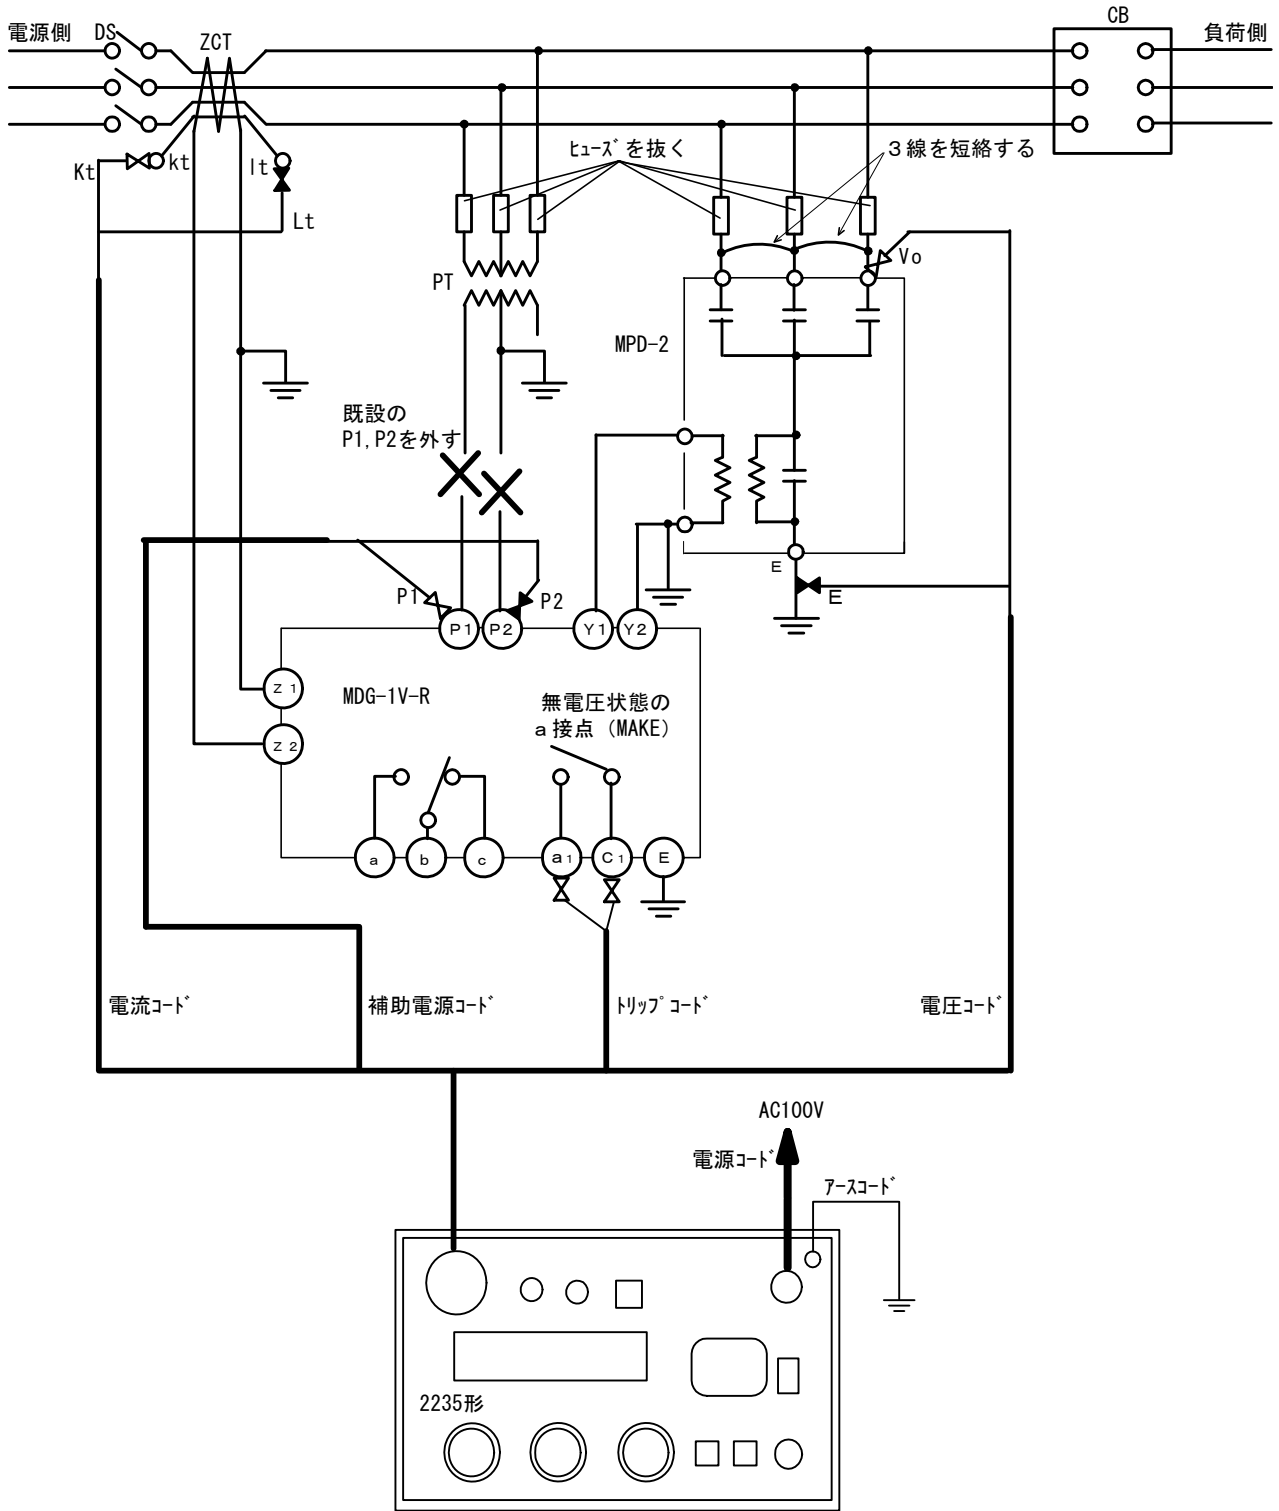 電源側
DS
ZCT
CB
負荷側
Kt
kt
lt
Lt
ﾋｭｰｽﾞを抜く
3線を短絡する
PT
Vo
MPD-2
既設の
P1,P2を外す
E
E
P1
P2
P1
P2
Y1
Y2
Z1
Z2
MDG-1V-R
無電圧状態の
a接点(MAKE)
a
b
c
a1
C1
E
電流ｺｰﾄﾞ
補助電源ｺｰﾄﾞ
ﾄﾘｯﾌﾟｺｰﾄﾞ
電圧ｺｰﾄﾞ
AC100V
電源ｺｰﾄﾞ
ｱｰｽｺｰﾄﾞ
2235形